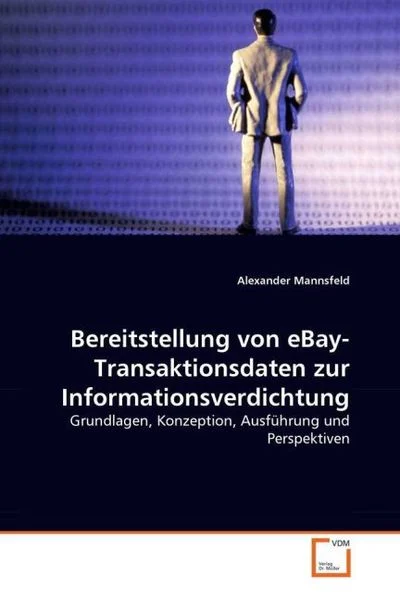 Alexander Mannsfeld
Bereitstellung von eBay-
Transaktionsdaten zur
Informationsverdichtung
Grundlagen, Konzeption, Ausführung und
Perspektiven
VDM
Verlag
Dr. Müller